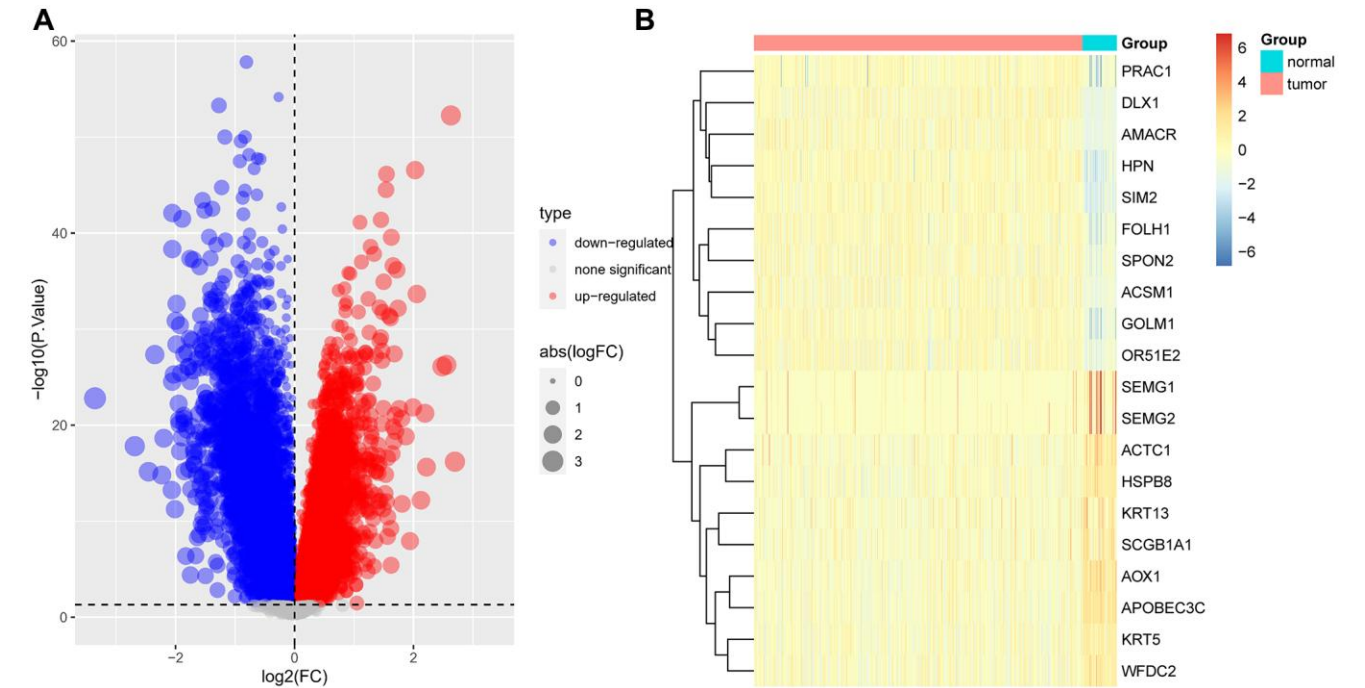 A
60
40
20
0
−log10(P.Value)
−2
0
2
log2(FC)
type
down−regulated
none significant
up−regulated
abs(logFC)
0
1
2
3
B
Group
PRAC1
DLX1
AMACR
HPN
SIM2
FOLH1
SPON2
ACSM1
GOLM1
OR51E2
SEMG1
SEMG2
ACTC1
HSPB8
KRT13
SCGB1A1
AOX1
APOBEC3C
KRT5
WFDC2
6
4
2
0
−2
−4
−6
Group
normal
tumor